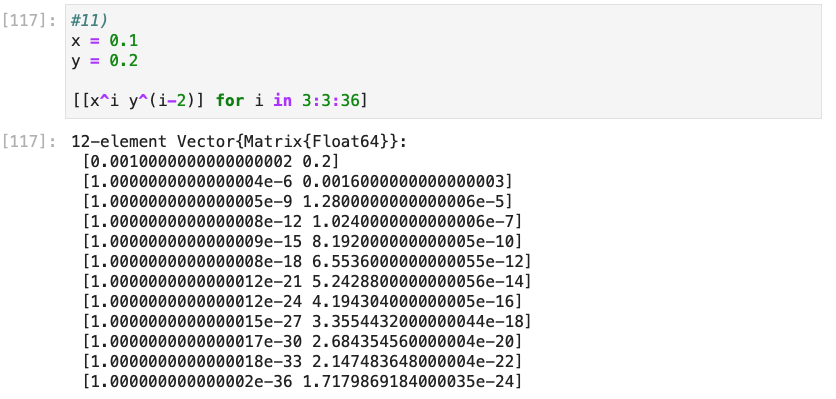 [117]: #11)
x = 0.1
y = 0.2
[[x^i y^(i-2)] for i in 3:3:36]
[117]: 12-element Vector{Matrix{Float64}}:
[0.0010000000000000002 0.2]
[1.0000000000000004e-6 0.0016000000000000003]
[1.0000000000000005e-9 1.2800000000000006e-5]
[1.0000000000000008e-12 1.0240000000000006e-7]
[1.0000000000000009e-15 8.192000000000005e-10]
[1.0000000000000008e-18 6.5536000000000055e-12]
[1.0000000000000012e-21 5.2428800000000056e-14]
[1.0000000000000012e-24 4.194304000000005e-16]
[1.0000000000000015e-27 3.3554432000000044e-18]
[1.0000000000000017e-30 2.684354560000004e-20]
[1.0000000000000018e-33 2.147483648000004e-22]
[1.000000000000002e-36 1.7179869184000035e-24]